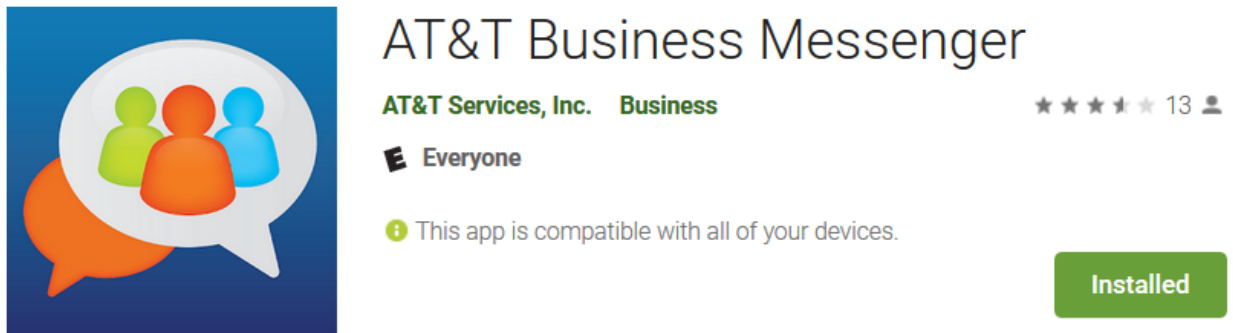 AT&T Business Messenger
AT&T Services, Inc. Business 13
E Everyone
This app is compatible with all of your devices.
Installed